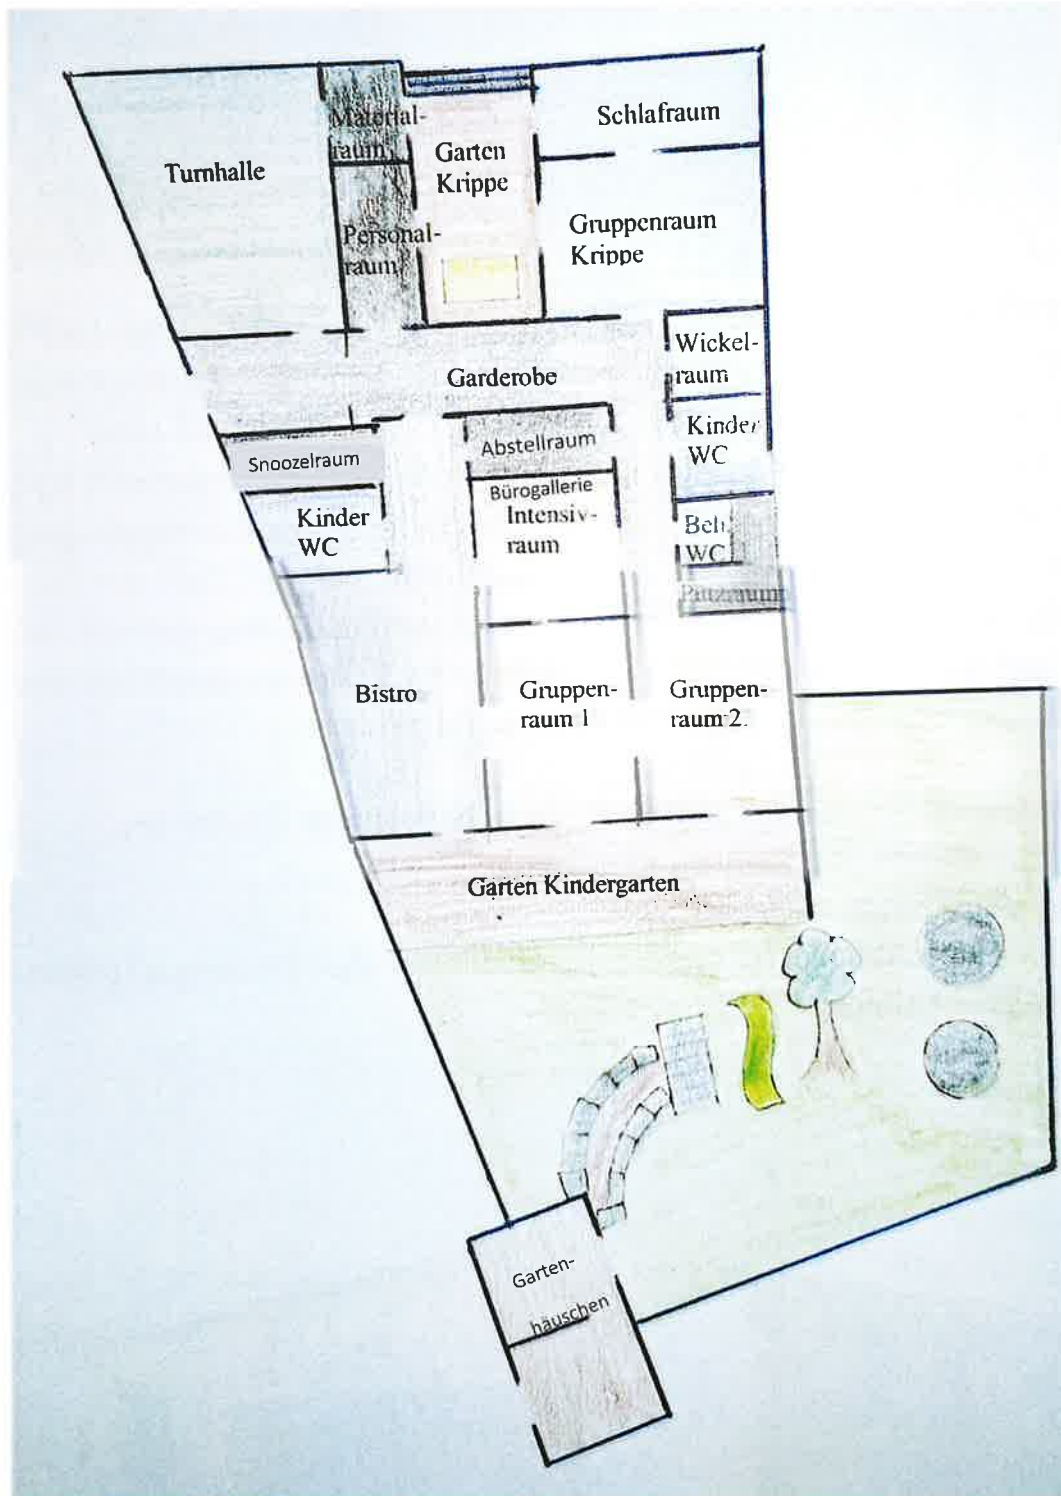 Schlafraum
Material-
raum
Garten
Krippe
Turnhalle
Gruppenraum
Krippe
Personal-
raum
Wickel-
raum
Garderobe
Kinder
WC
Abstellraum
Snoozelraum
Bürogallerie
Intensiv-
raum
Kinder
WC
Beh.
WC
Putzraum
Bistro
Gruppen-
raum 1
Gruppen-
raum 2
Garten Kindergarten
Garten-
häuschen